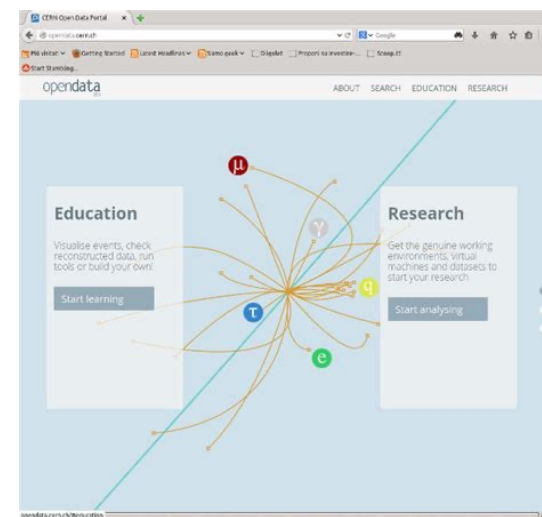 CERN Open Data Portal
opendata.cern.ch
Google
Più visitati
Getting Started
Latest Headlines
Start Stumbling...
opendata
ABOUT
SEARCH
EDUCATION
RESEARCH
μ
γ
q
τ
e
Education
Visualise events, check
reconstructed data, run
tools or build your own!
Start learning
Research
Get the genuine working
environments, virtual
machines and datasets to
start your research
Start analysing